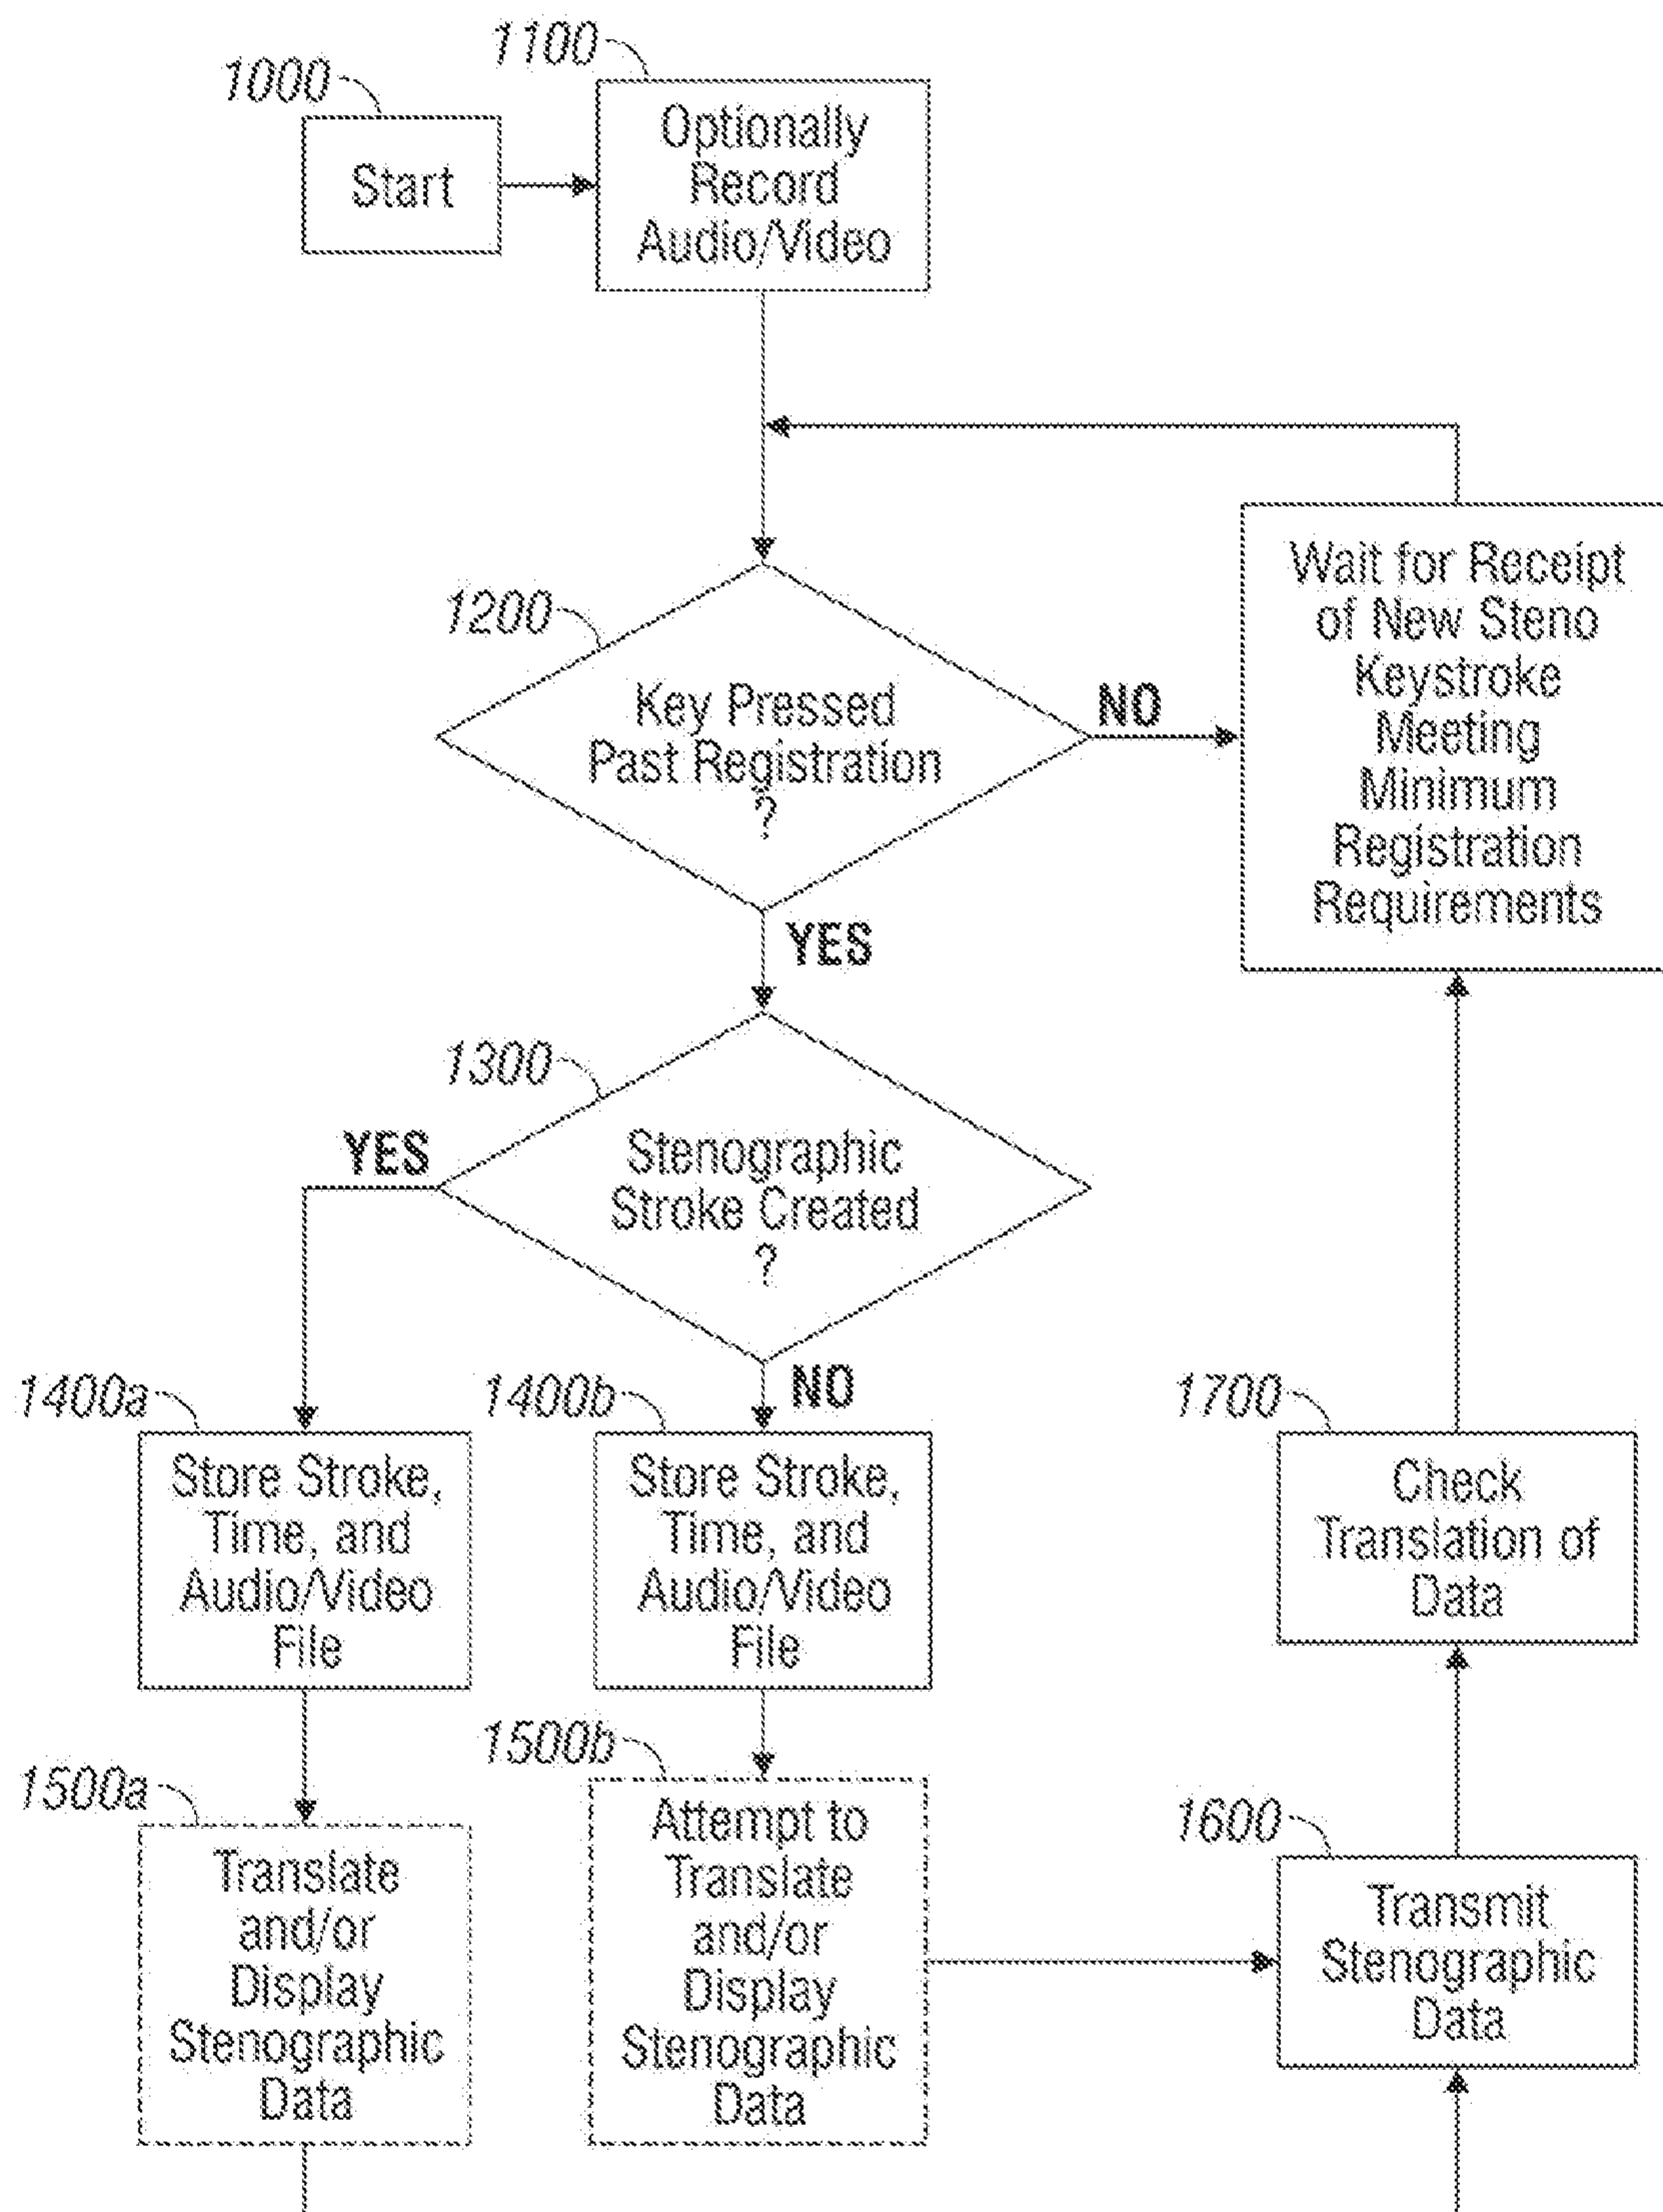 1000
Start
1100
Optionally
Record
Audio/Video
1200
Key Pressed
Past Registration
?
NO
Wait for Receipt
of New Steno
Keystroke
Meeting
Minimum
Registration
Requirements
YES
1300
Stenographic
Stroke Created
?
YES
NO
1400a
Store Stroke,
Time, and
Audio/Video
File
1400b
Store Stroke,
Time, and
Audio/Video
File
1500a
Translate
and/or
Display
Stenographic
Data
1500b
Attempt to
Translate
and/or
Display
Stenographic
Data
1600
Transmit
Stenographic
Data
1700
Check
Translation of
Data